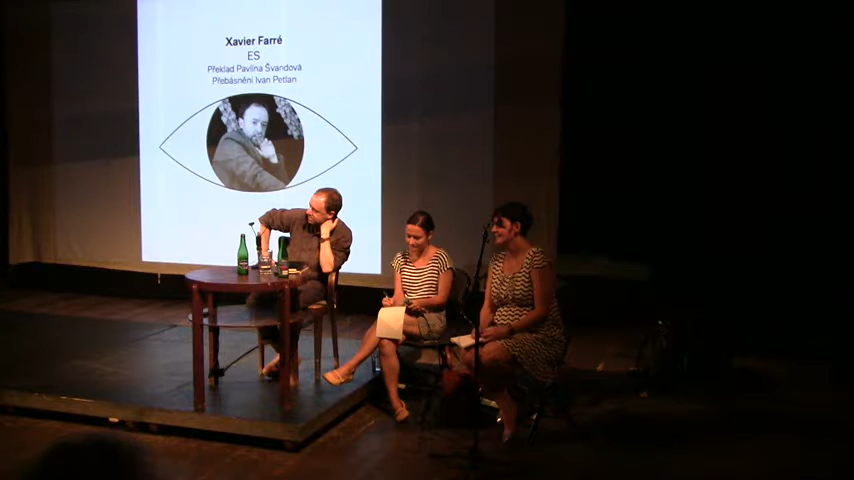 Xavier Farré
ES
Překlad Pavlína Švandová
Přebásnění Ivan Petlan